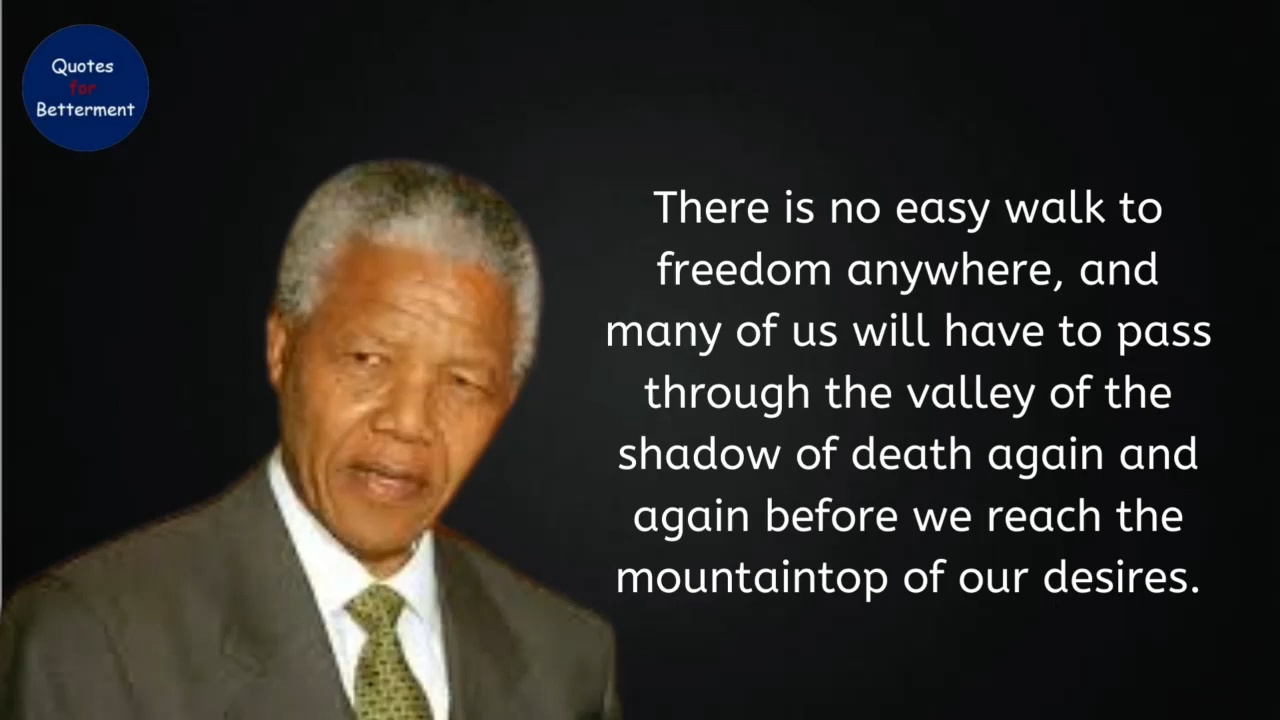 Quotes
for
Betterment
There is no easy walk to
freedom anywhere, and
many of us will have to pass
through the valley of the
shadow of death again and
again before we reach the
mountaintop of our desires.